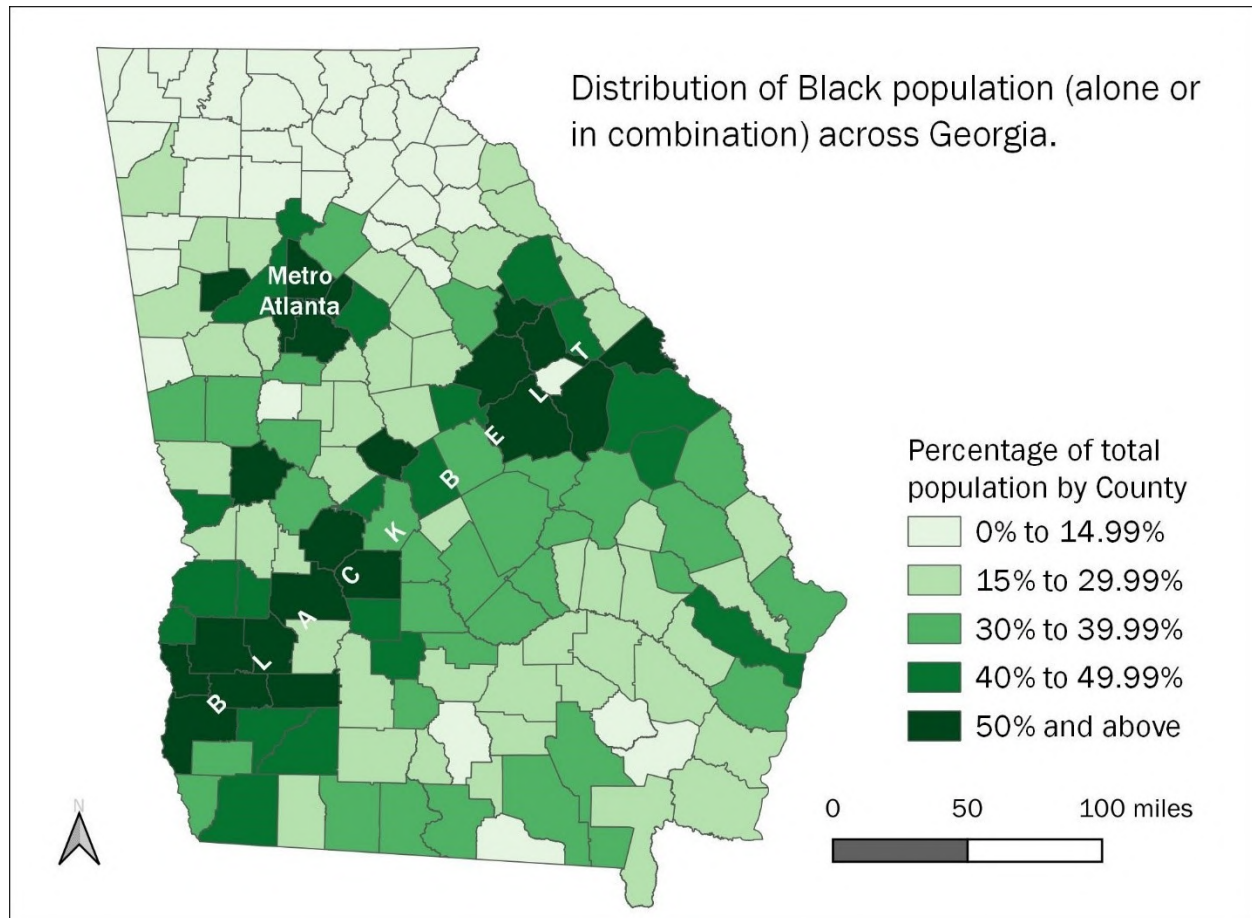 Distribution of Black population (alone or
in combination) across Georgia.
Metro
Atlanta
BLACK BELT
Percentage of total
population by County
0% to 14.99%
15% to 29.99%
30% to 39.99%
40% to 49.99%
50% and above
N
0 50 100 miles